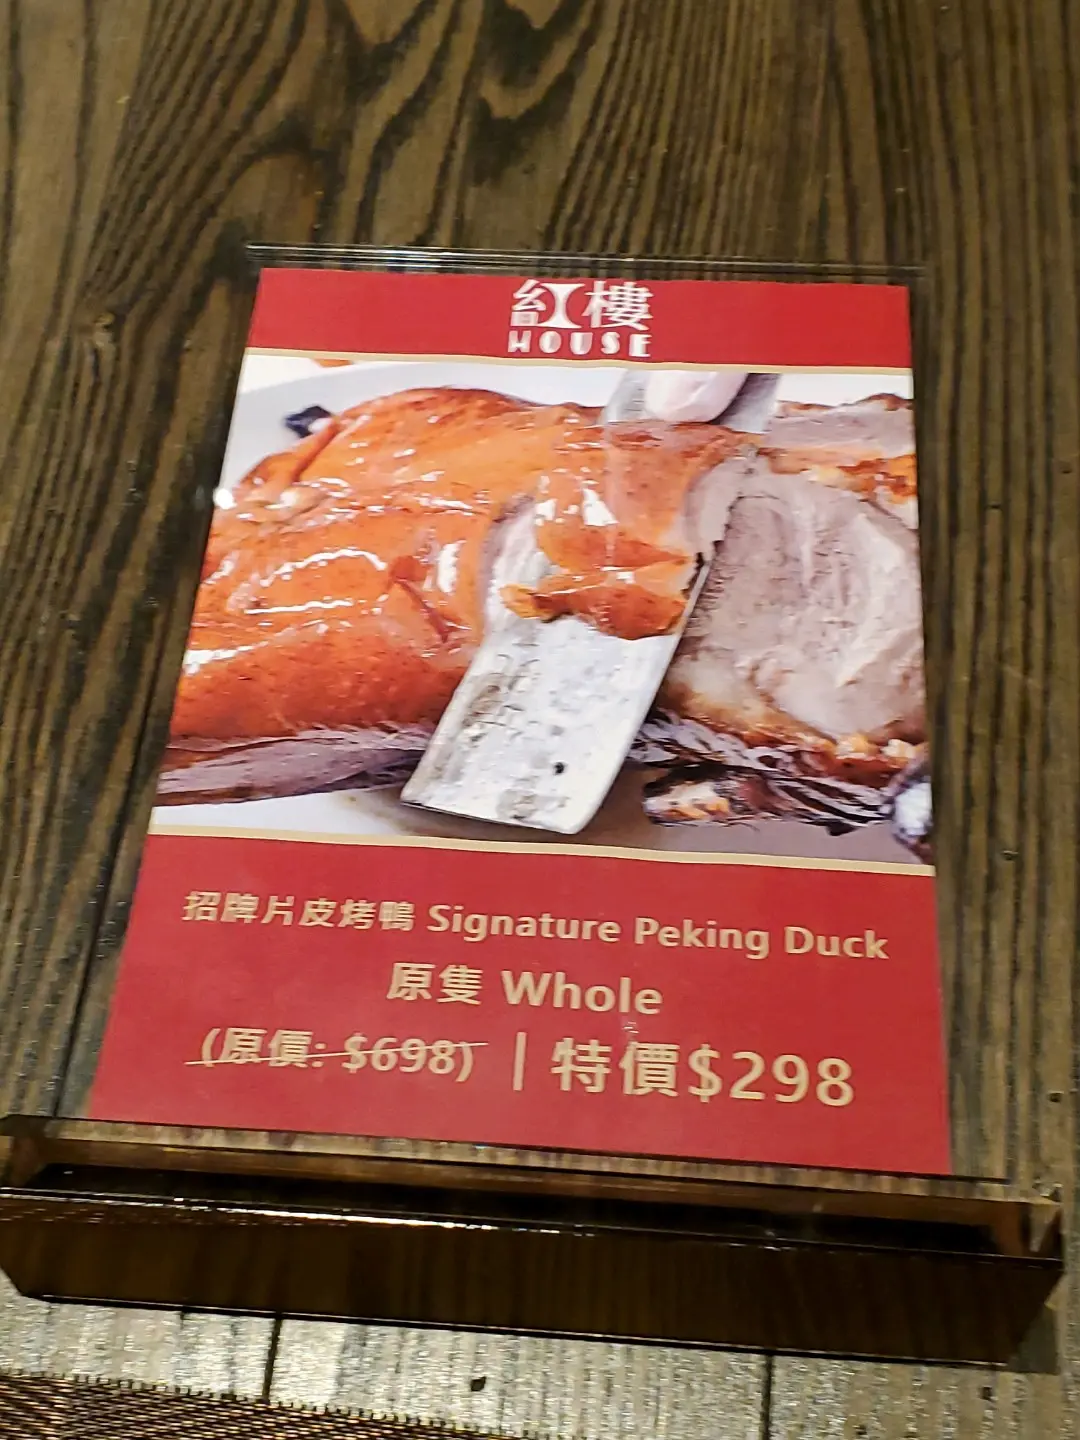 紅樓
HOUSE
招牌片皮烤鴨 Signature Peking Duck
原隻 Whole
(原價: $698) | 特價$298